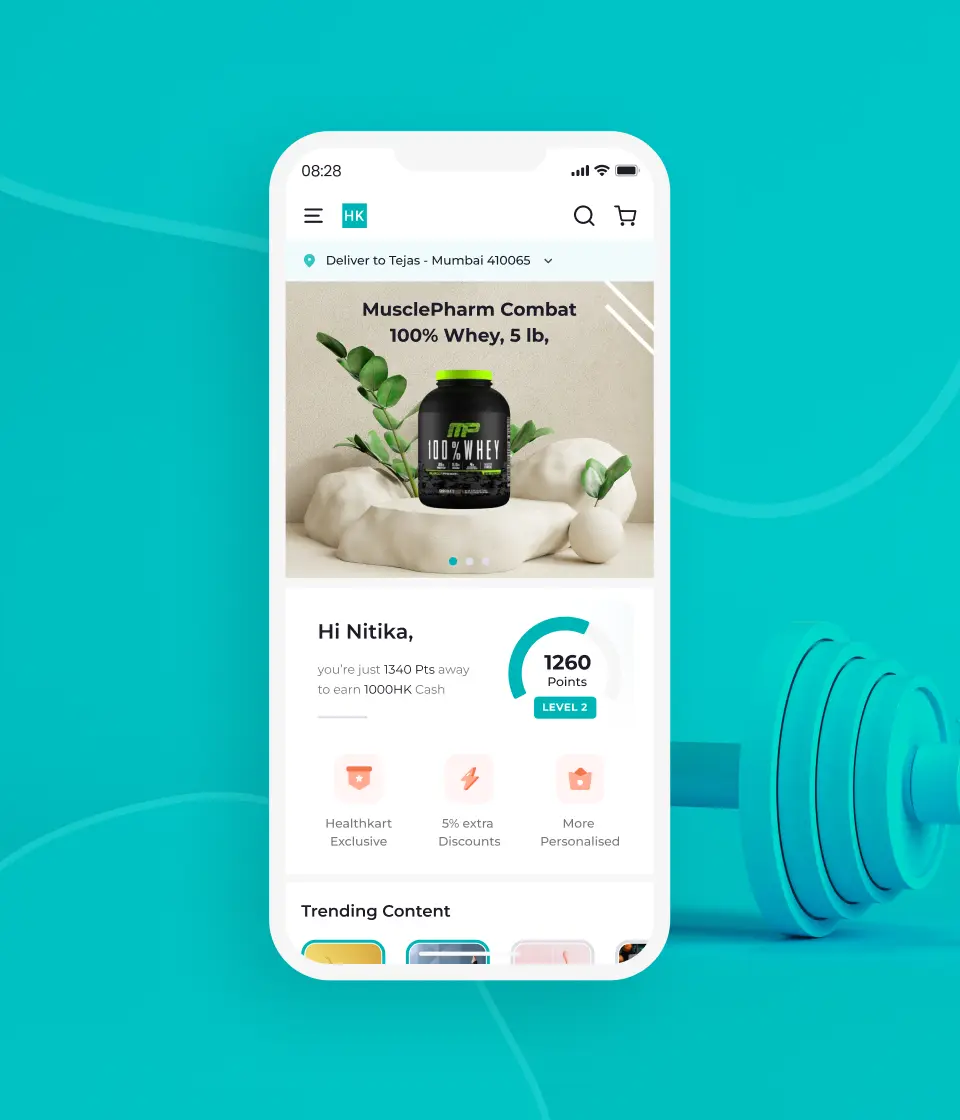 08:28
HK
Deliver to Tejas - Mumbai 410065
MusclePharm Combat
100% Whey, 5 lb,
MP
100% WHEY
Hi Nitika,
you're just 1340 Pts away
to earn 1000HK Cash
1260
Points
LEVEL 2
Healthkart
Exclusive
5% extra
Discounts
More
Personalised
Trending Content